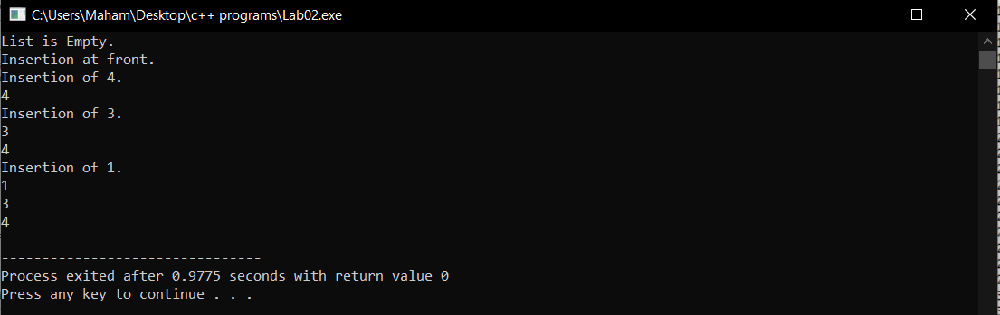 C:\Users\Maham\Desktop\c++ programs\Lab02.exe
List is Empty.
Insertion at front.
Insertion of 4.
4
Insertion of 3.
3
4
Insertion of 1.
1
3
4
--------------------------------
Process exited after 0.9775 seconds with return value 0
Press any key to continue . . .